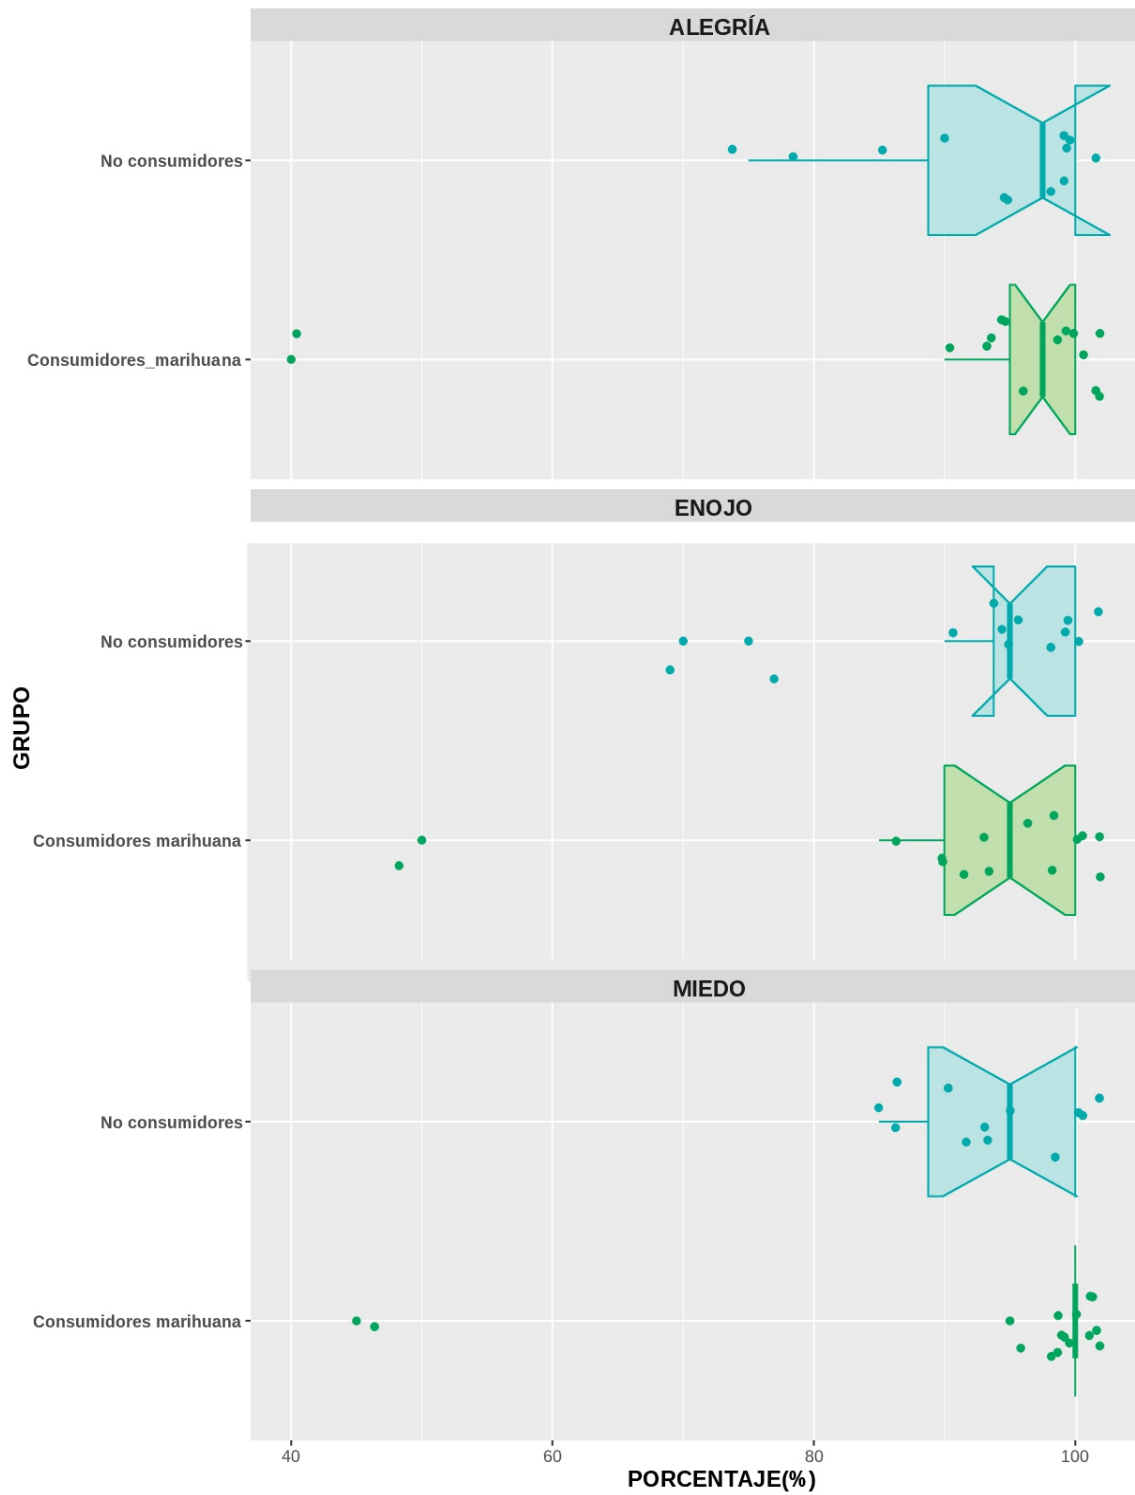 ALEGRÍA
No consumidores
Consumidores_marihuana
ENOJO
No consumidores
Consumidores marihuana
GRUPO
MIEDO
No consumidores
Consumidores marihuana
40 60 80 100
PORCENTAJE(%)